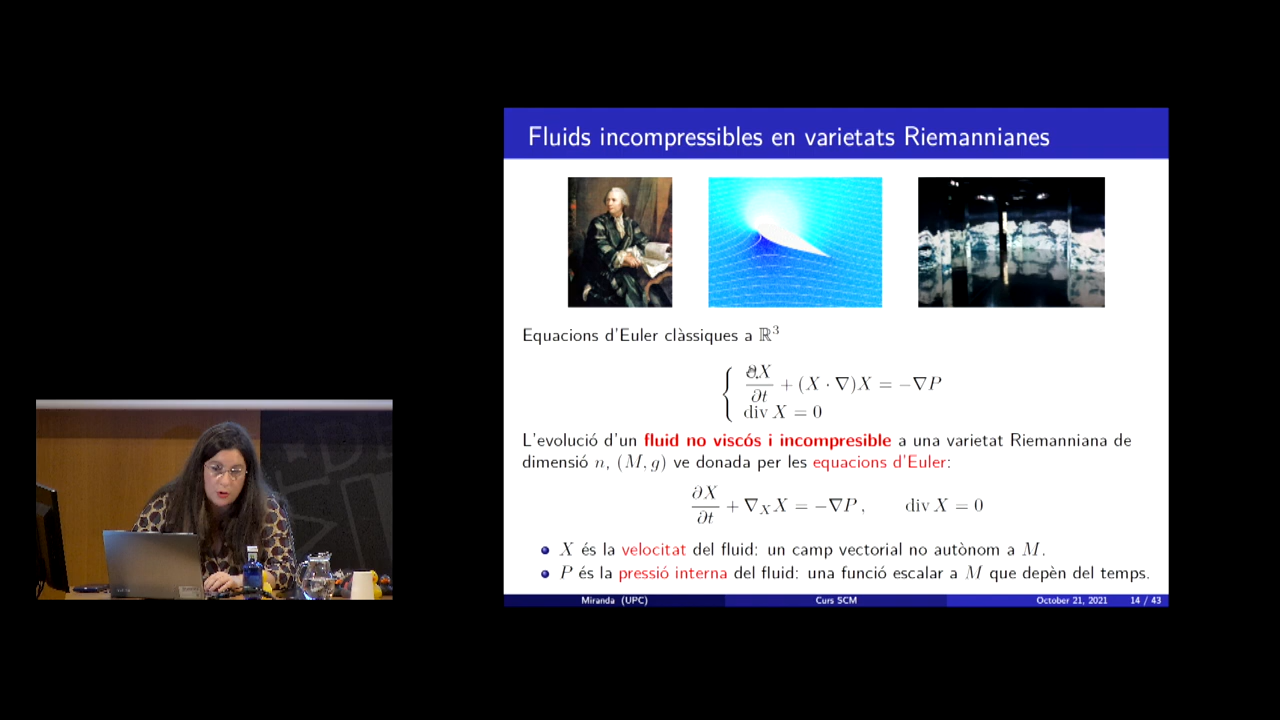 Fluids incompressibles en varietats Riemannianes
Equacions d'Euler clàssiques a ℝ³
∂X/∂t + (X · ∇)X = −∇P
div X = 0
L'evolució d'un fluid no viscós i incompresible a una varietat Riemanniana de
dimensió n, (M, g) ve donada per les equacions d'Euler:
∂X/∂t + ∇_X X = −∇P , div X = 0
X és la velocitat del fluid: un camp vectorial no autònom a M.
P és la pressió interna del fluid: una funció escalar a M que depèn del temps.
Miranda (UPC) Curs SCM October 21, 2021 14 / 43